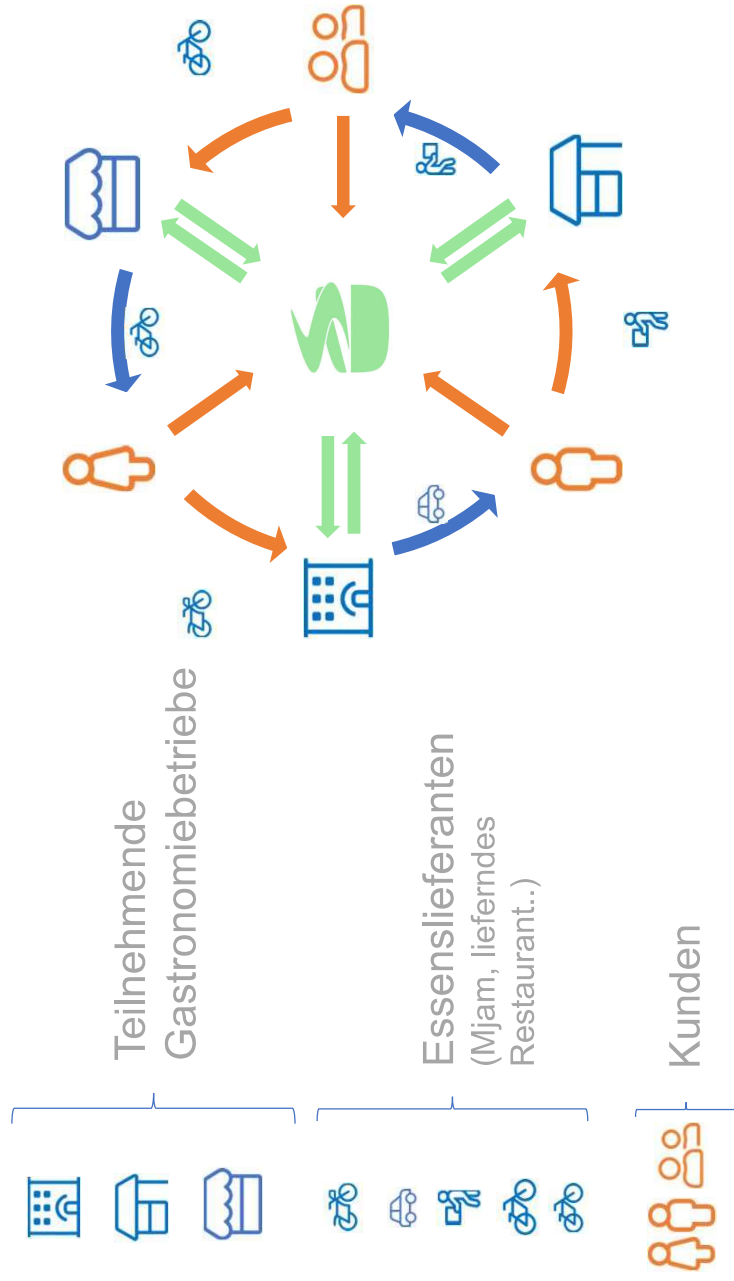 Teilnehmende
Gastronomiebetriebe
Essenslieferanten
(Mjam, lieferndes
Restaurant..)
Kunden